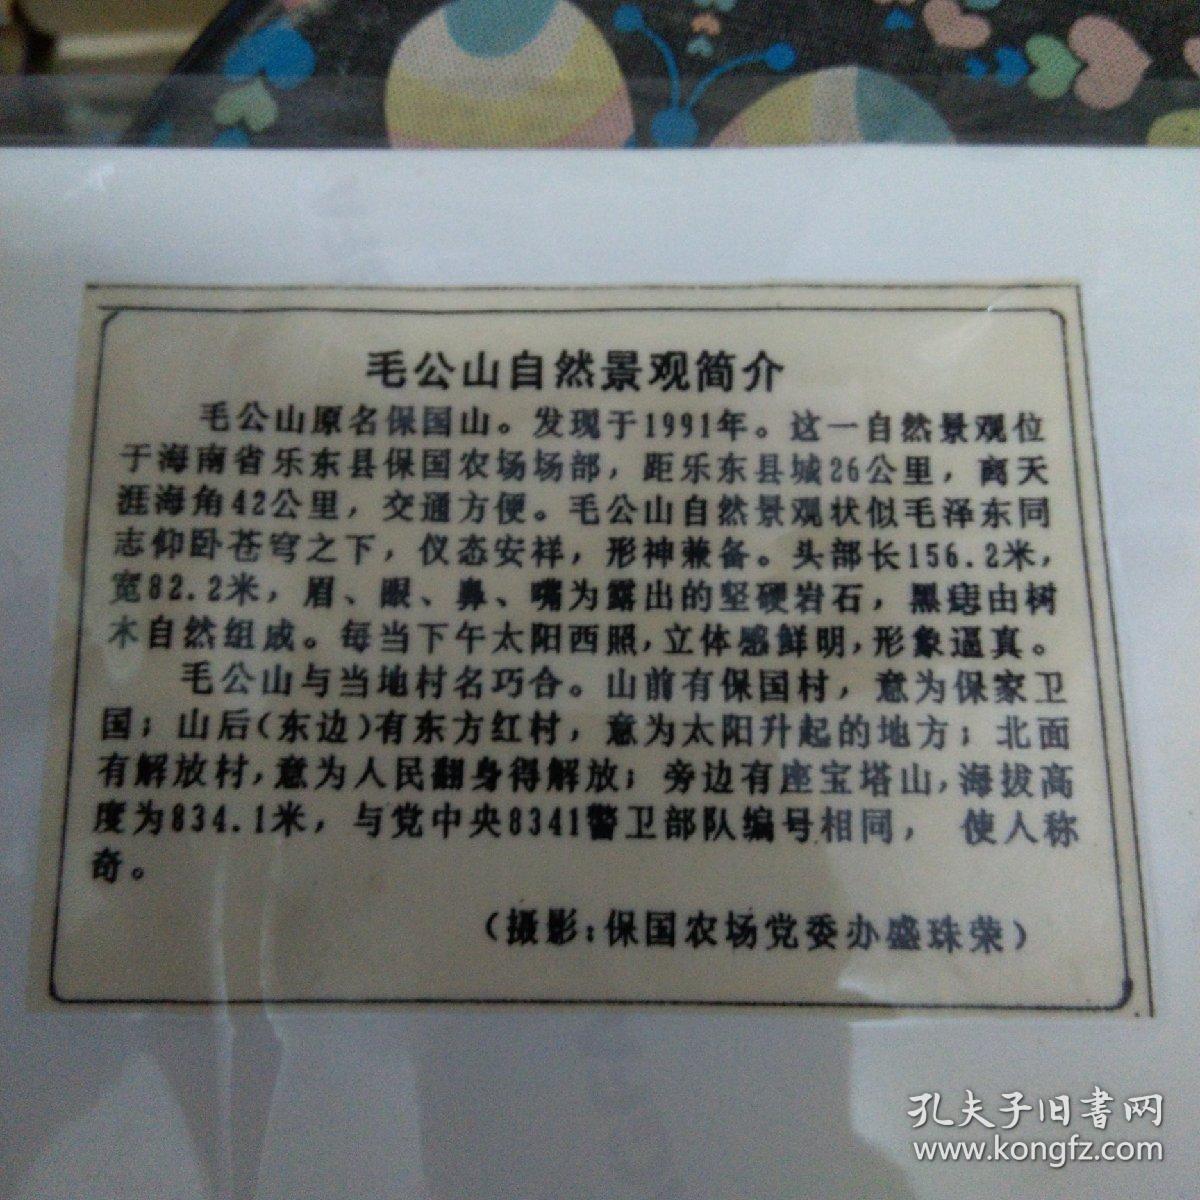 毛公山自然景观简介
毛公山原名保国山。发现于1991年。这一自然景观位
于海南省乐东县保国农场场部，距乐东县城26公里，离天
涯海角42公里，交通方便。毛公山自然景观状似毛泽东同
志仰卧苍穹之下，仪态安祥，形神兼备。头部长156.2米，
宽82.2米，眉、眼、鼻、嘴为露出的坚硬岩石，黑痣由树
木自然组成。每当下午太阳西照，立体感鲜明，形象逼真。
毛公山与当地村名巧合。山前有保国村，意为保家卫
国；山后（东边）有东方红村，意为太阳升起的地方；北面
有解放村，意为人民翻身得解放；旁边有座宝塔山，海拔高
度为834.1米，与党中央8341警卫部队编号相同， 使人称
奇。
（摄影：保国农场党委办盛珠荣）
孔夫子旧書网
www.kongfz.com